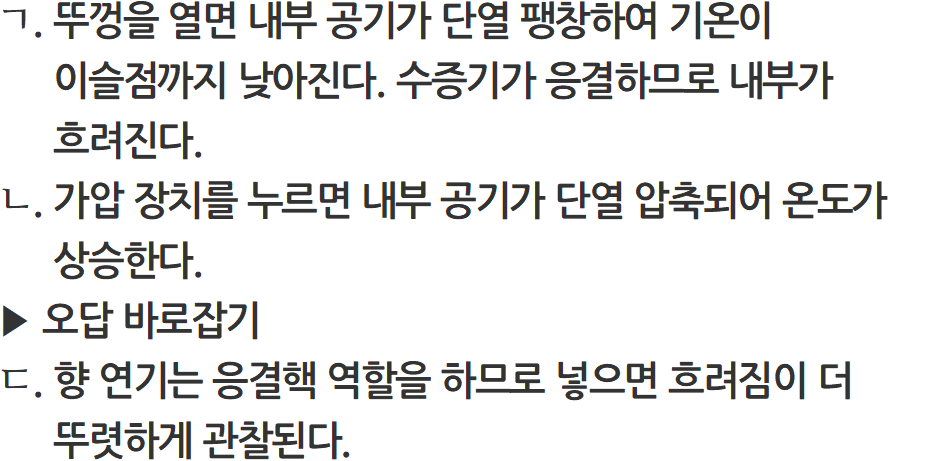 ㄱ. 뚜껑을 열면 내부 공기가 단열 팽창하여 기온이
이슬점까지 낮아진다. 수증기가 응결하므로 내부가
흐려진다.
ㄴ. 가압 장치를 누르면 내부 공기가 단열 압축되어 온도가
상승한다.
▶ 오답 바로잡기
ㄷ. 향 연기는 응결핵 역할을 하므로 넣으면 흐려짐이 더
뚜렷하게 관찰된다.